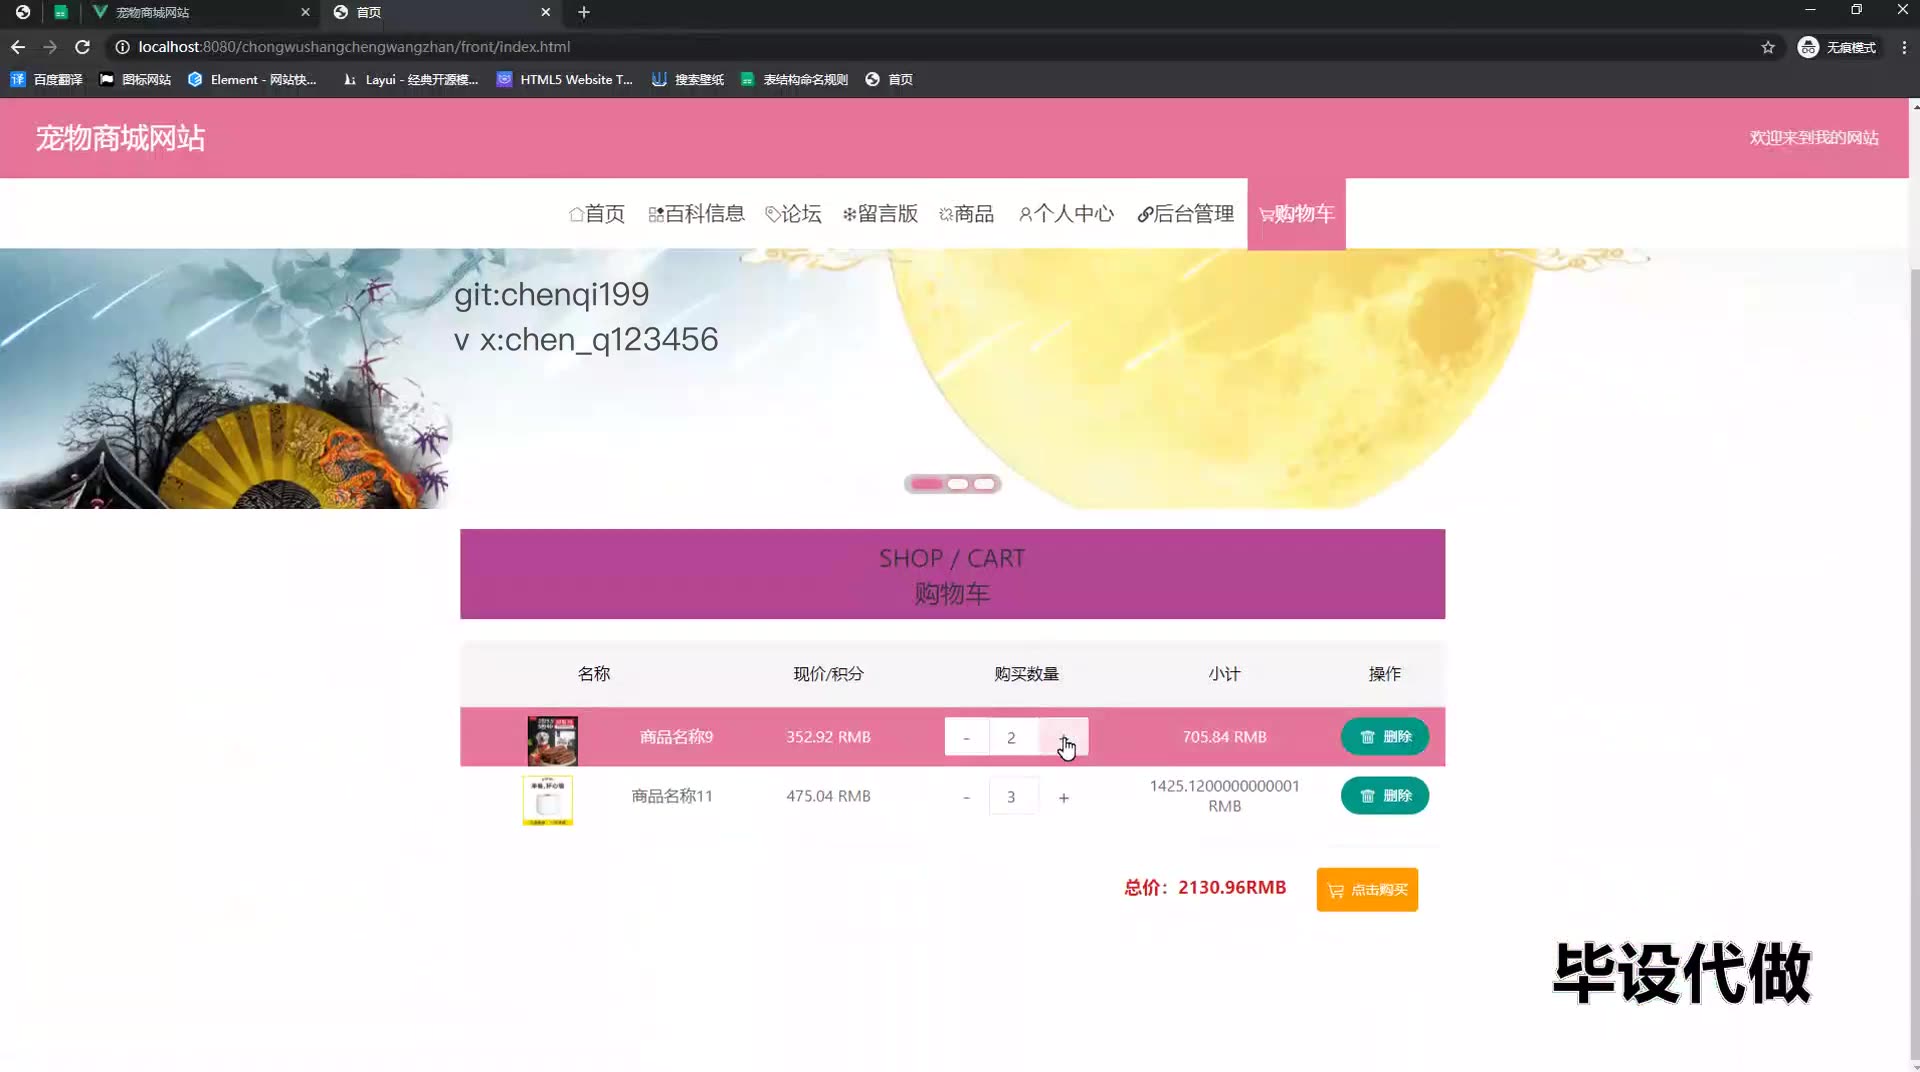 宠物商城网站
首页
localhost:8080/chongwushangchengwangzhan/front/index.html
无痕模式
百度翻译
图标网站
Element - 网站快...
Layui - 经典开源模...
HTML5 Website T...
搜索壁纸
表结构命名规则
首页
宠物商城网站
欢迎来到我的网站
首页
百科信息
论坛
留言版
商品
个人中心
后台管理
购物车
git:chenqi199
v x:chen_q123456
SHOP / CART
购物车
名称
现价/积分
购买数量
小计
操作
商品名称9
352.92 RMB
- 2
705.84 RMB
删除
商品名称11
475.04 RMB
- 3 +
1425.1200000000001
RMB
删除
总价：2130.96RMB
点击购买
毕设代做